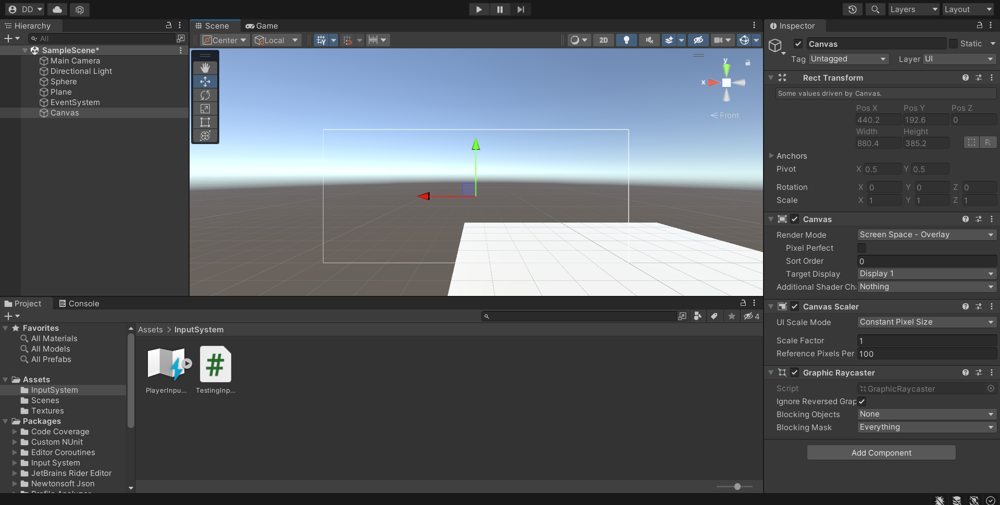 DD
Layers
Layout
Hierarchy
All
SampleScene*
Main Camera
Directional Light
Sphere
Plane
EventSystem
Canvas
Scene
Game
Center
Local
2D
y
x
Front
Inspector
Canvas
Static
Tag Untagged
Layer UI
Rect Transform
Some values driven by Canvas.
Pos X Pos Y Pos Z
440.2 192.6 0
Width Height
880.4 385.2
R
Anchors
Pivot X 0.5 Y 0.5
Rotation X 0 Y 0 Z 0
Scale X 1 Y 1 Z 1
Canvas
Render Mode Screen Space - Overlay
Pixel Perfect
Sort Order 0
Target Display Display 1
Additional Shader Ch Nothing
Canvas Scaler
UI Scale Mode Constant Pixel Size
Scale Factor 1
Reference Pixels Per 100
Graphic Raycaster
Script GraphicRaycaster
Ignore Reversed Grap
Blocking Objects None
Blocking Mask Everything
Add Component
Project
Console
4
Favorites
All Materials
All Models
All Prefabs
Assets
InputSystem
Scenes
Textures
Packages
Code Coverage
Custom NUnit
Editor Coroutines
Input System
JetBrains Rider Editor
Newtonsoft Json
Assets > InputSystem
PlayerInpu...
TestingInp...